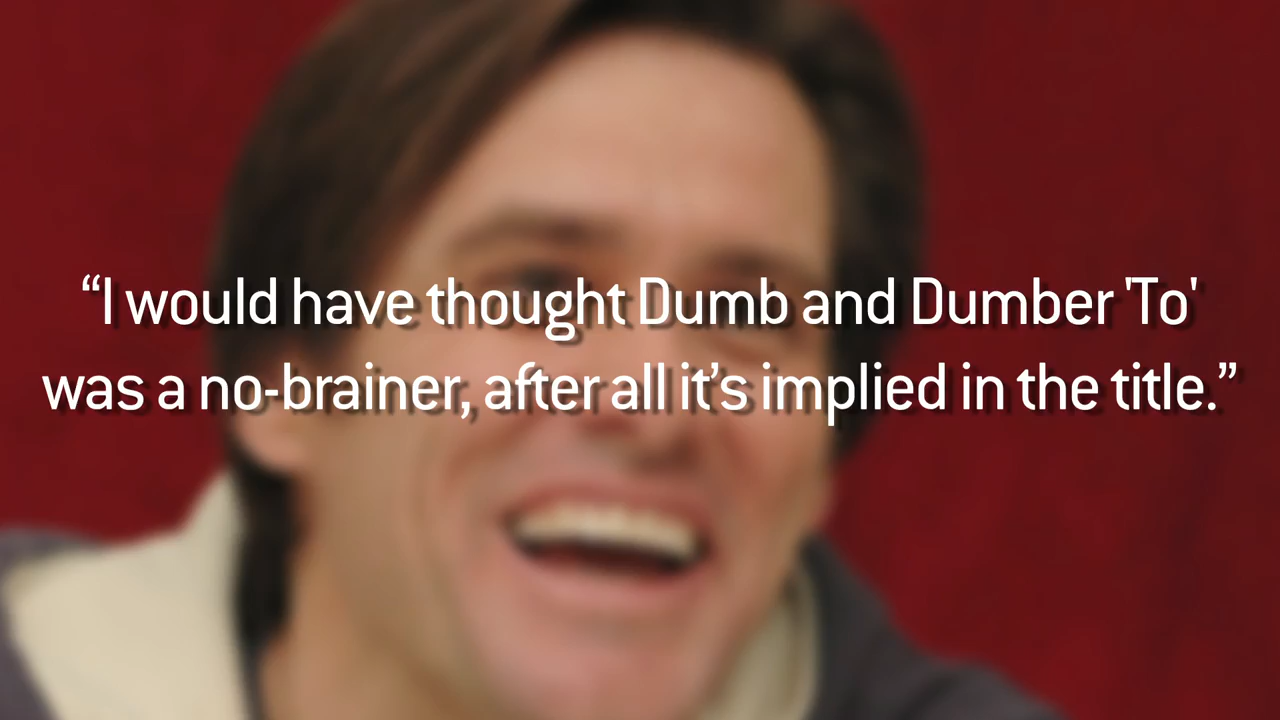 “I would have thought Dumb and Dumber 'To'
was a no-brainer, after all it’s implied in the title.”